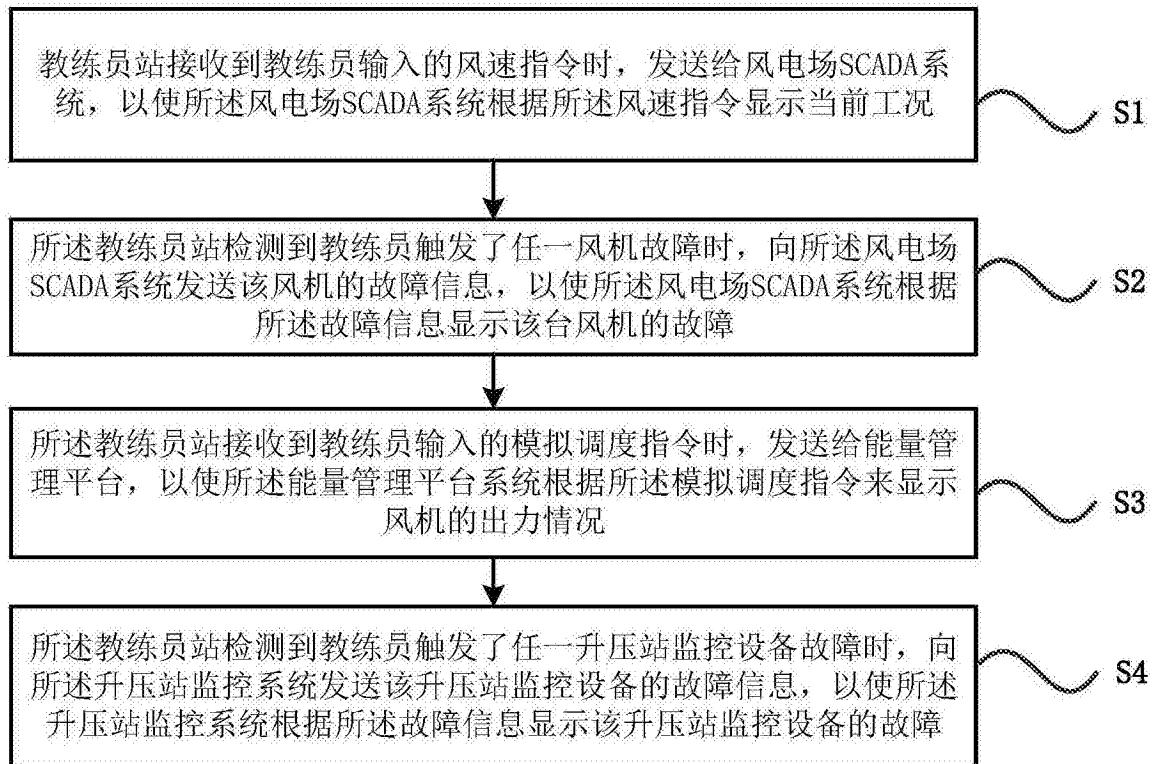 教练员站接收到教练员输入的风速指令时，发送给风电场SCADA系
统，以使所述风电场SCADA系统根据所述风速指令显示当前工况
S1
所述教练员站检测到教练员触发了任一风机故障时，向所述风电场
SCADA系统发送该风机的故障信息，以使所述风电场SCADA系统根据
所述故障信息显示该台风机的故障
S2
所述教练员站接收到教练员输入的模拟调度指令时，发送给能量管
理平台，以使所述能量管理平台系统根据所述模拟调度指令来显示
风机的出力情况
S3
所述教练员站检测到教练员触发了任一升压站监控设备故障时，向
所述升压站监控系统发送该升压站监控设备的故障信息，以使所述
升压站监控系统根据所述故障信息显示该升压站监控设备的故障
S4